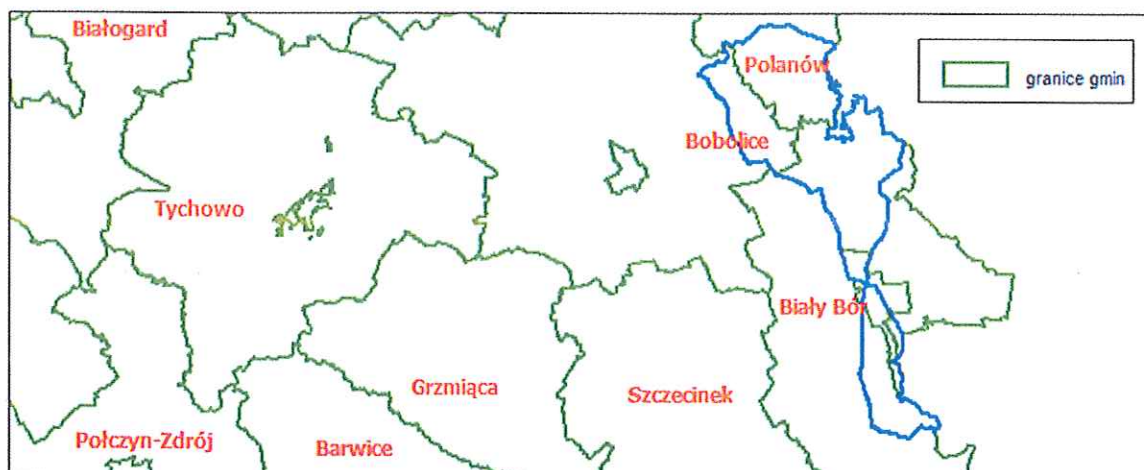 Białogard
Polanów
granice gmin
Bobolice
Tychowo
Biały Bór
Grzmiąca
Szczecinek
Połczyn-Zdrój
Barwice